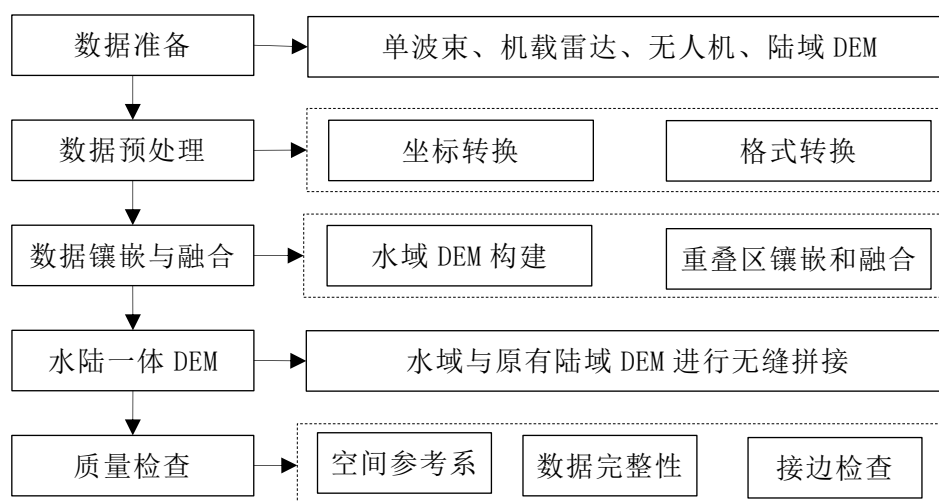 数据准备
单波束、机载雷达、无人机、陆域 DEM
数据预处理
坐标转换
格式转换
数据镶嵌与融合
水域 DEM 构建
重叠区镶嵌和融合
水陆一体 DEM
水域与原有陆域 DEM 进行无缝拼接
质量检查
空间参考系
数据完整性
接边检查